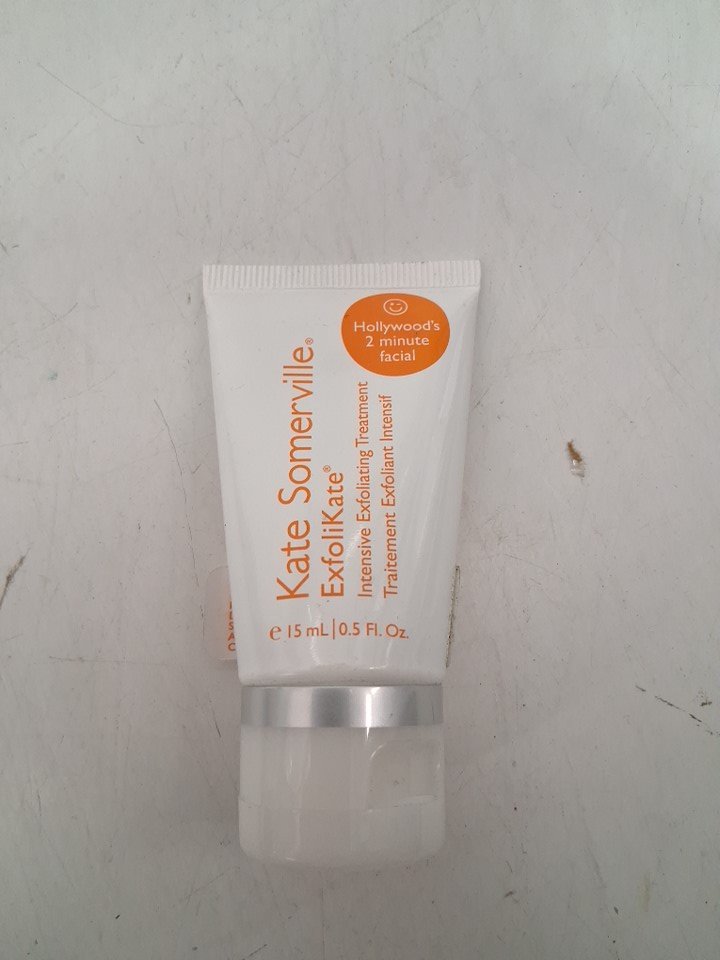 Hollywood's
2 minute
facial
Kate Somerville®
ExfoliKate®
Intensive Exfoliating Treatment
Traitement Exfoliant Intensif
e 15 mL | 0.5 Fl. Oz.